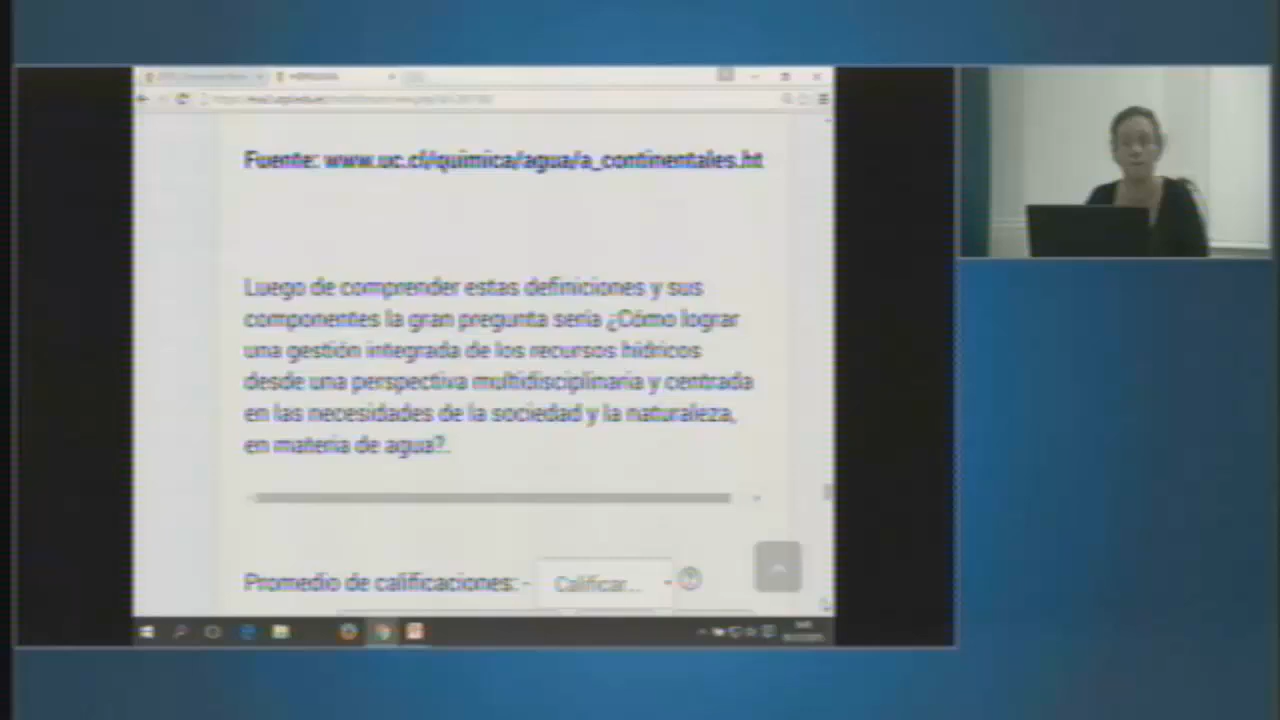 Fuente: www.uc.cl/quimica/agua/a_continentales.ht
Luego de comprender estas definiciones y sus
componentes la gran pregunta sería ¿Cómo lograr
una gestión integrada de los recursos hídricos
desde una perspectiva multidisciplinaria y centrada
en las necesidades de la sociedad y la naturaleza,
en materia de agua?.
Promedio de calificaciones: - Calificar...